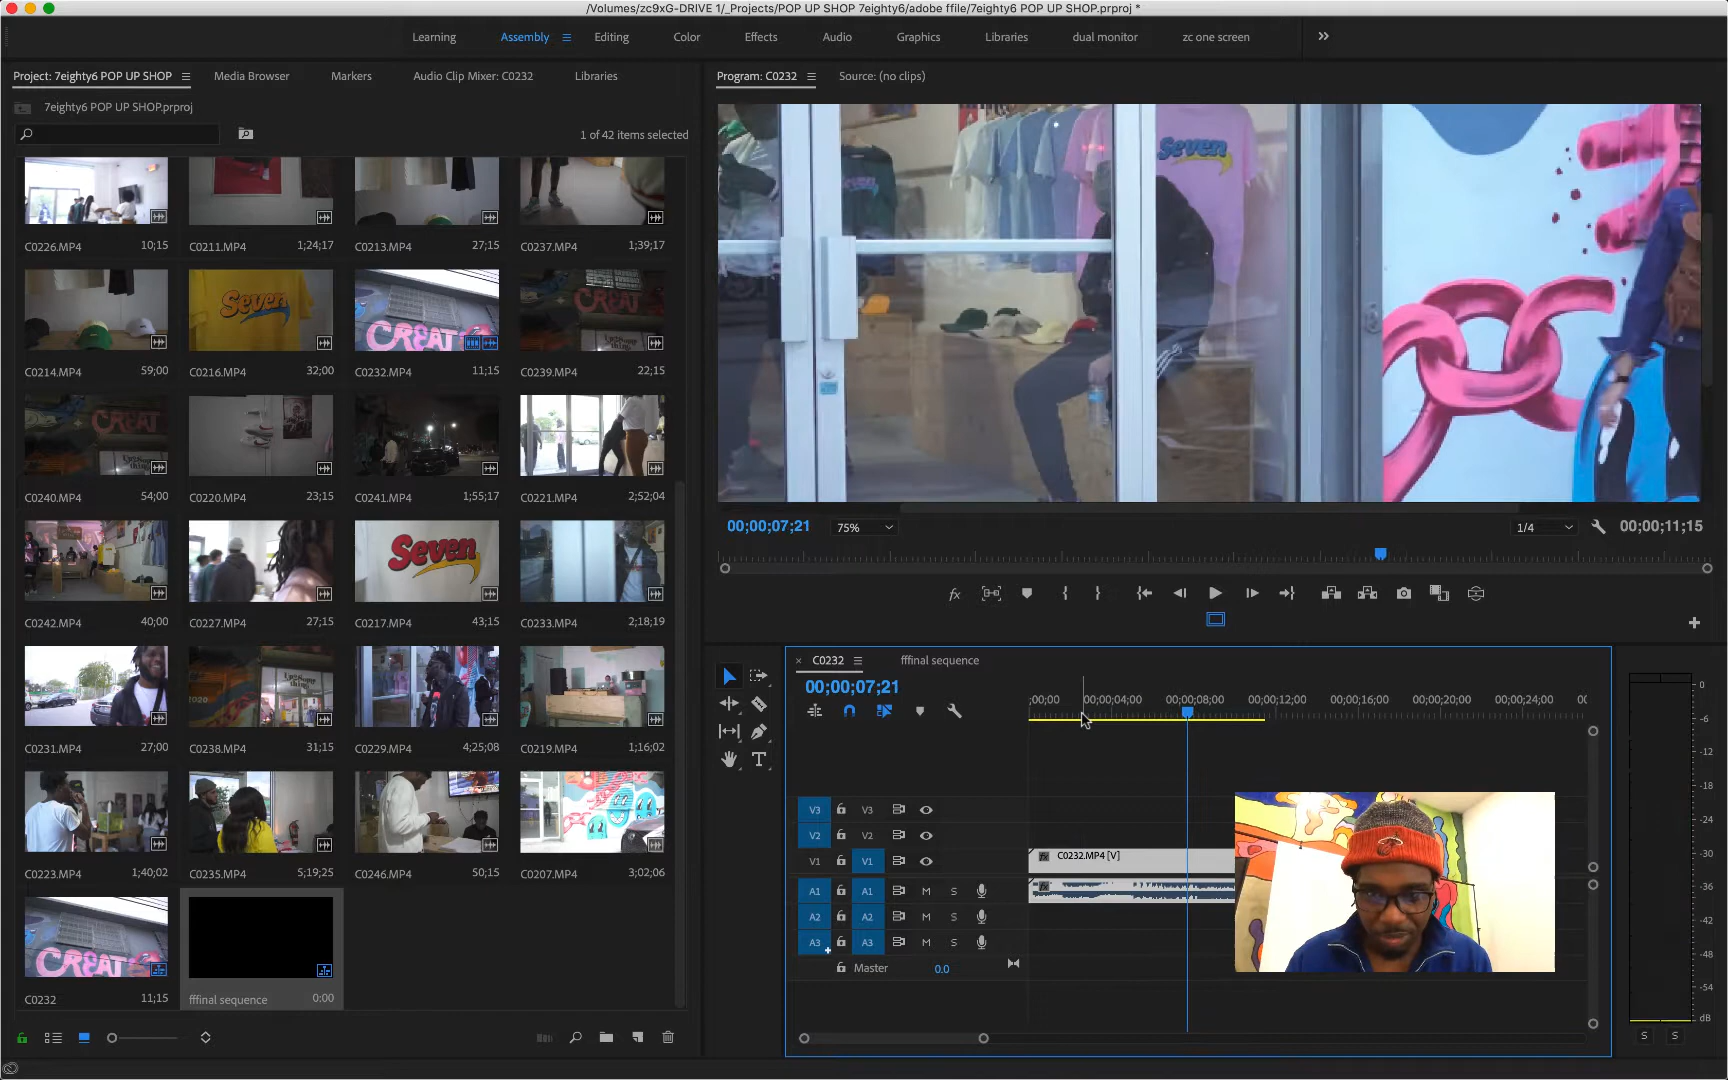 /Volumes/zc9xG-DRIVE 1/_Projects/POP UP SHOP 7eighty6/adobe ffile/7eighty6 POP UP SHOP.prproj *
Learning Assembly Editing Color Effects Audio Graphics Libraries dual monitor zc one screen
Project: 7eighty6 POP UP SHOP Media Browser Markers Audio Clip Mixer: C0232 Libraries
7eighty6 POP UP SHOP.prproj
1 of 42 items selected
C0226.MP4 10;15 C0211.MP4 1;24;17 C0213.MP4 27;15 C0237.MP4 1;39;17
Seven CREAT CREAT
C0214.MP4 59;00 C0216.MP4 32;00 C0232.MP4 11;15 C0239.MP4 22;15
CREAT
C0240.MP4 54;00 C0220.MP4 23;15 C0241.MP4 1;55;17 C0221.MP4 2;52;04
Seven
C0242.MP4 40;00 C0227.MP4 27;15 C0217.MP4 43;15 C0233.MP4 2;18;19
C0231.MP4 27;00 C0238.MP4 31;15 C0229.MP4 4;25;08 C0219.MP4 1;16;02
C0223.MP4 1;40;02 C0235.MP4 5;19;25 C0246.MP4 50;15 C0207.MP4 3;02;06
CREAT
C0232 11;15 fffinal sequence 0:00
Program: C0232 Source: (no clips)
Seven
00;00;07;21 75% 1/4 00;00;11;15
fx
C0232 fffinal sequence
00;00;07;21
;00;00 00;00;04;00 00;00;08;00 00;00;12;00 00;00;16;00 00;00;20;00 00;00;24;00
V3 V3
V2 V2
V1 V1 fx C0232.MP4 [V]
A1 A1 M S fx
A2 A2 M S
A3 A3 M S
Master 0.0
0
-6
-12
-18
-24
-30
-36
-42
-48
-54
dB
S S